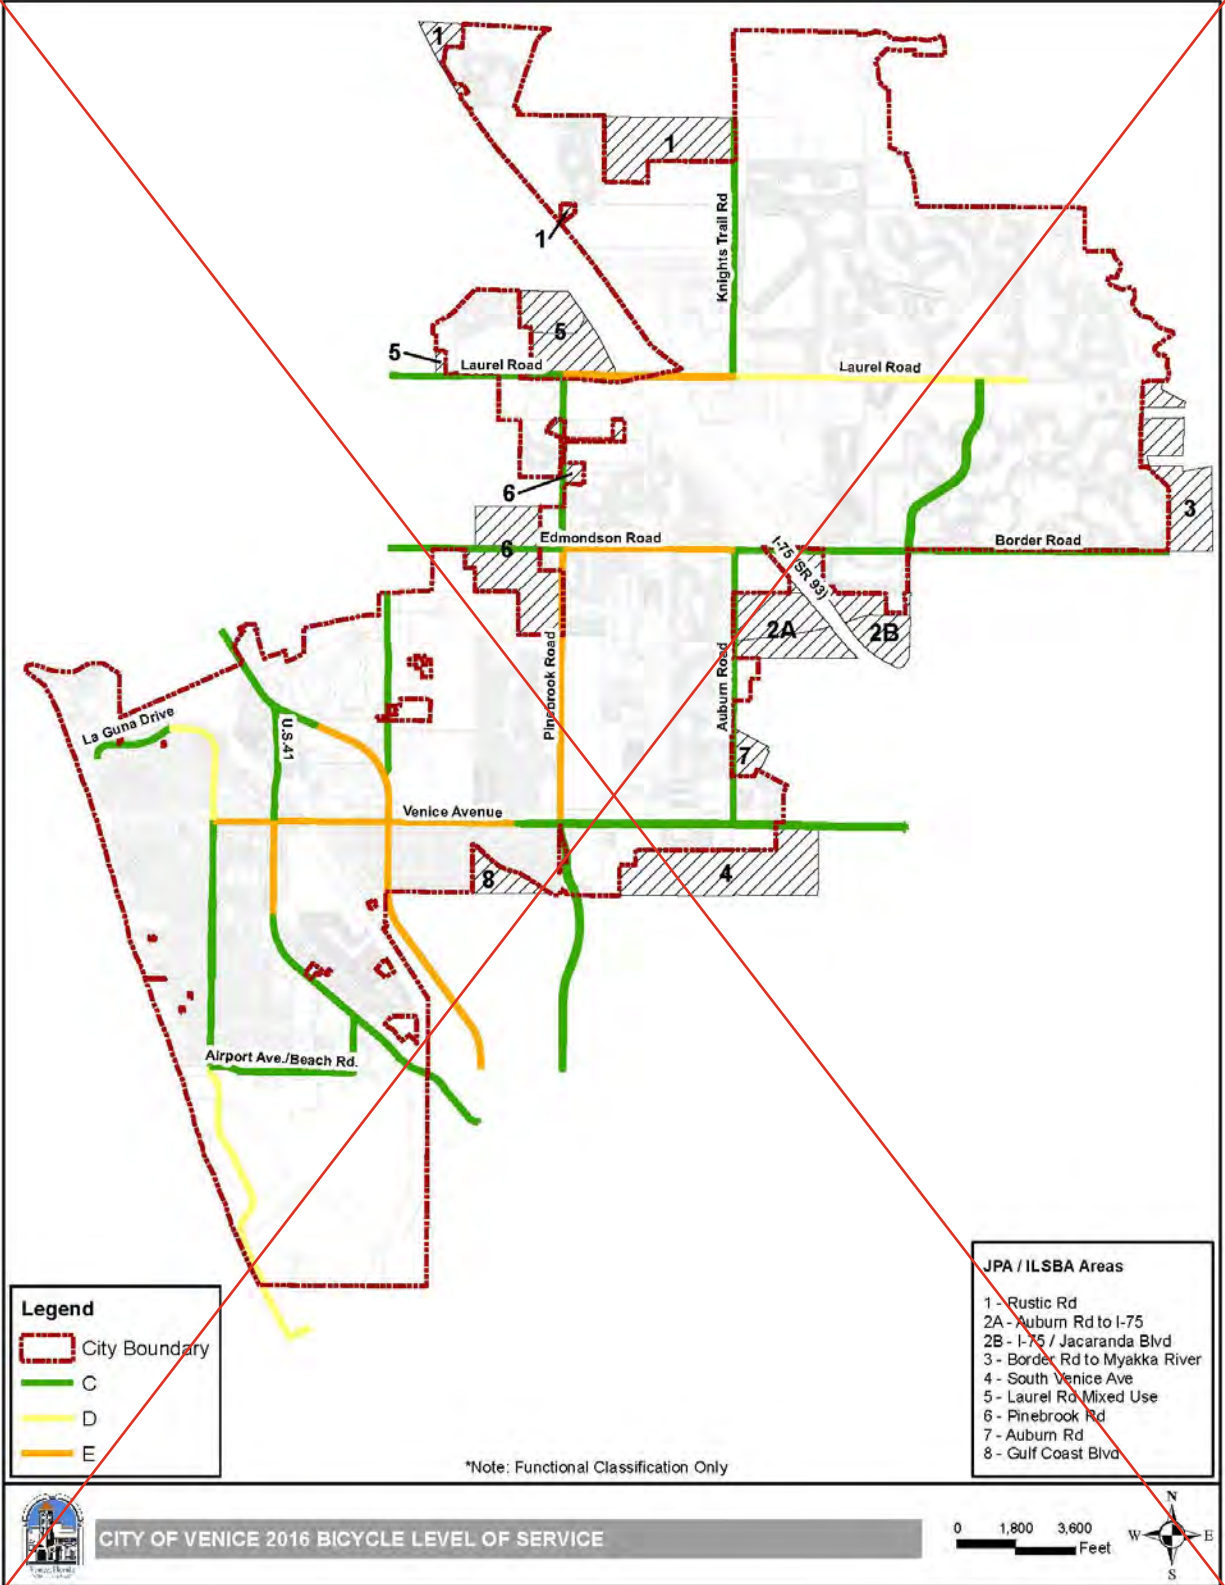 1
1
1
Knights Trail Rd
5
5
Laurel Road
Laurel Road
6
3
Edmondson Road
6
Border Road
I-75 (SR 93)
2A
2B
Pinebrook Road
Auburn Road
La Guna Drive
U.S.41
7
Venice Avenue
8
4
Airport Ave./Beach Rd.
JPA / ILSBA Areas
1 - Rustic Rd
2A - Auburn Rd to I-75
2B - I-75 / Jacaranda Blvd
3 - Border Rd to Myakka River
4 - South Venice Ave
5 - Laurel Rd Mixed Use
6 - Pinebrook Rd
7 - Auburn Rd
8 - Gulf Coast Blvd
Legend
City Boundary
C
D
E
*Note: Functional Classification Only
CITY OF VENICE 2016 BICYCLE LEVEL OF SERVICE
0 1,800 3,600
Feet
N
W E
S